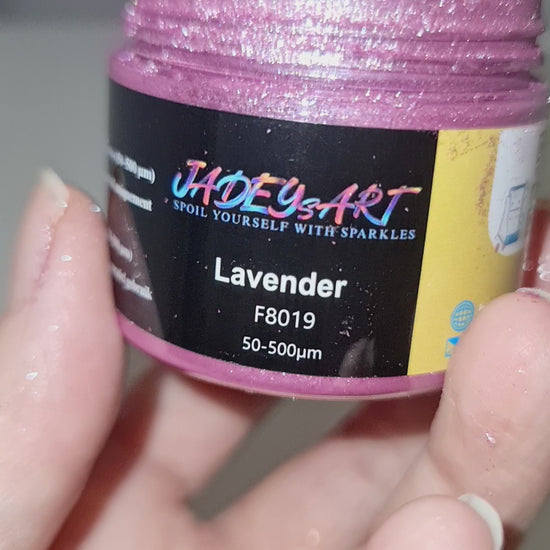 JADEYsART
SPOIL YOURSELF WITH SPARKLES
Lavender
F8019
50-500µm